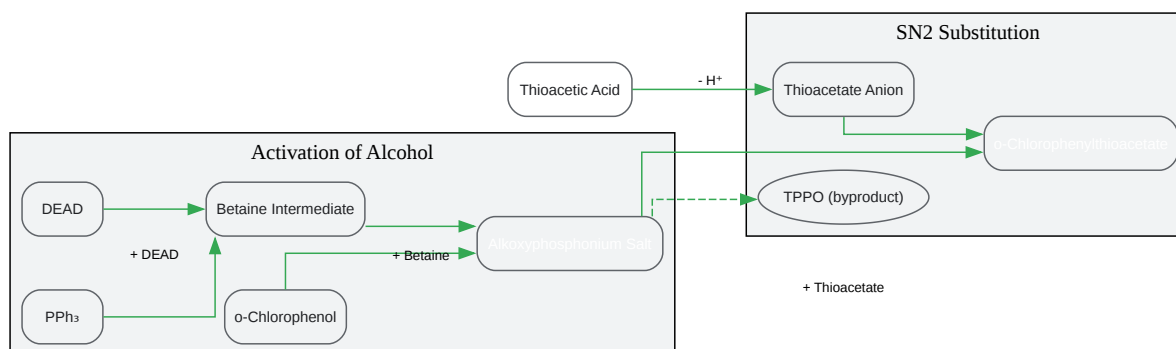 SN2 Substitution
Thioacetic Acid
- H⁺
Thioacetate Anion
o-Chlorophenylthioacetate
Activation of Alcohol
DEAD
Betaine Intermediate
TPPO (byproduct)
Alkoxyphosphonium Salt
+ DEAD
+ Betaine
+ Thioacetate
PPh₃
o-Chlorophenol